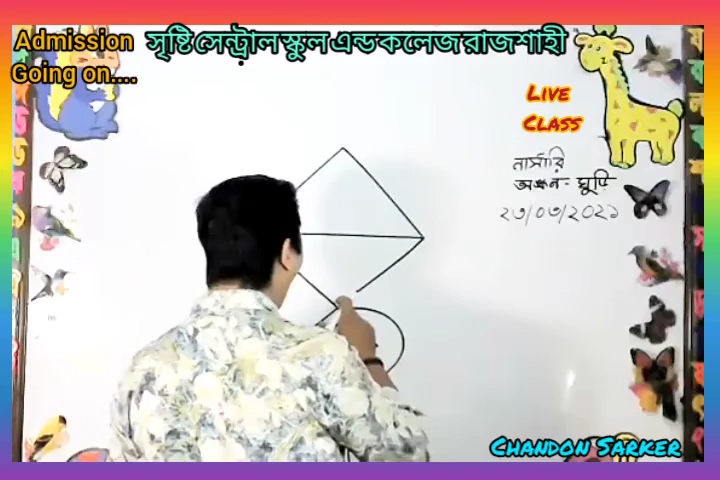 Admission
Going on....
সৃষ্টি সেন্ট্রাল স্কুল এন্ড কলেজ রাজশাহী
Live
Class
নার্সারি
অঙ্কন- ঘুড়ি
২৩/০৩/২০২১
Chandon Sarker